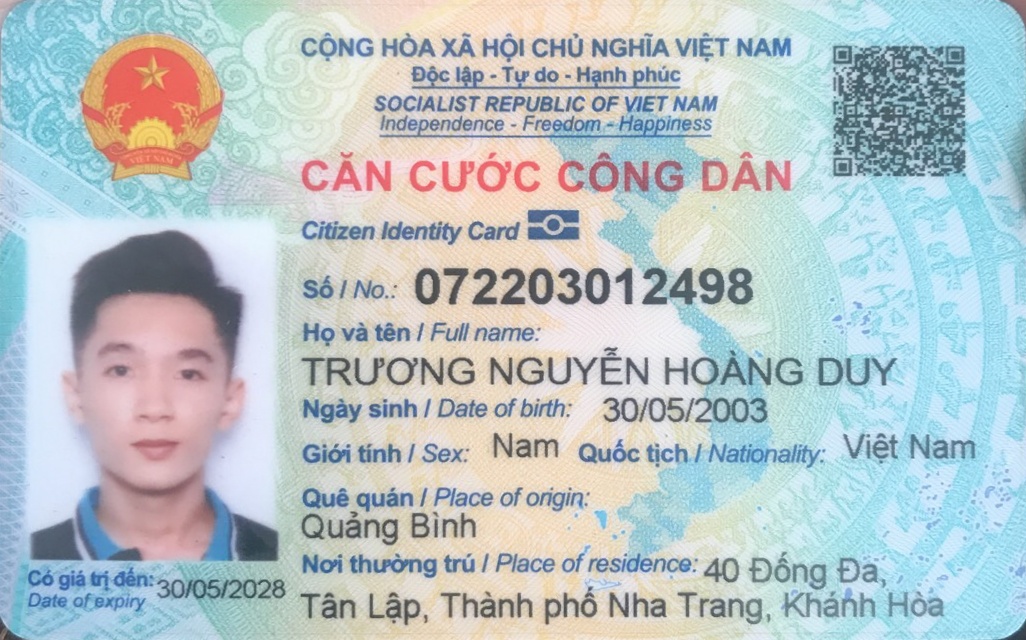 CỘNG HÒA XÃ HỘI CHỦ NGHĨA VIỆT NAM
Độc lập - Tự do - Hạnh phúc
SOCIALIST REPUBLIC OF VIET NAM
Independence - Freedom - Happiness
CĂN CƯỚC CÔNG DÂN
Citizen Identity Card
VIỆT NAM
Số / No.: 072203012498
Họ và tên / Full name:
TRƯƠNG NGUYỄN HOÀNG DUY
Ngày sinh / Date of birth: 30/05/2003
Giới tính / Sex: Nam Quốc tịch / Nationality: Việt Nam
Quê quán / Place of origin:
Quảng Bình
Nơi thường trú / Place of residence: 40 Đống Đa,
Tân Lập, Thành phố Nha Trang, Khánh Hòa
Có giá trị đến: 30/05/2028
Date of expiry